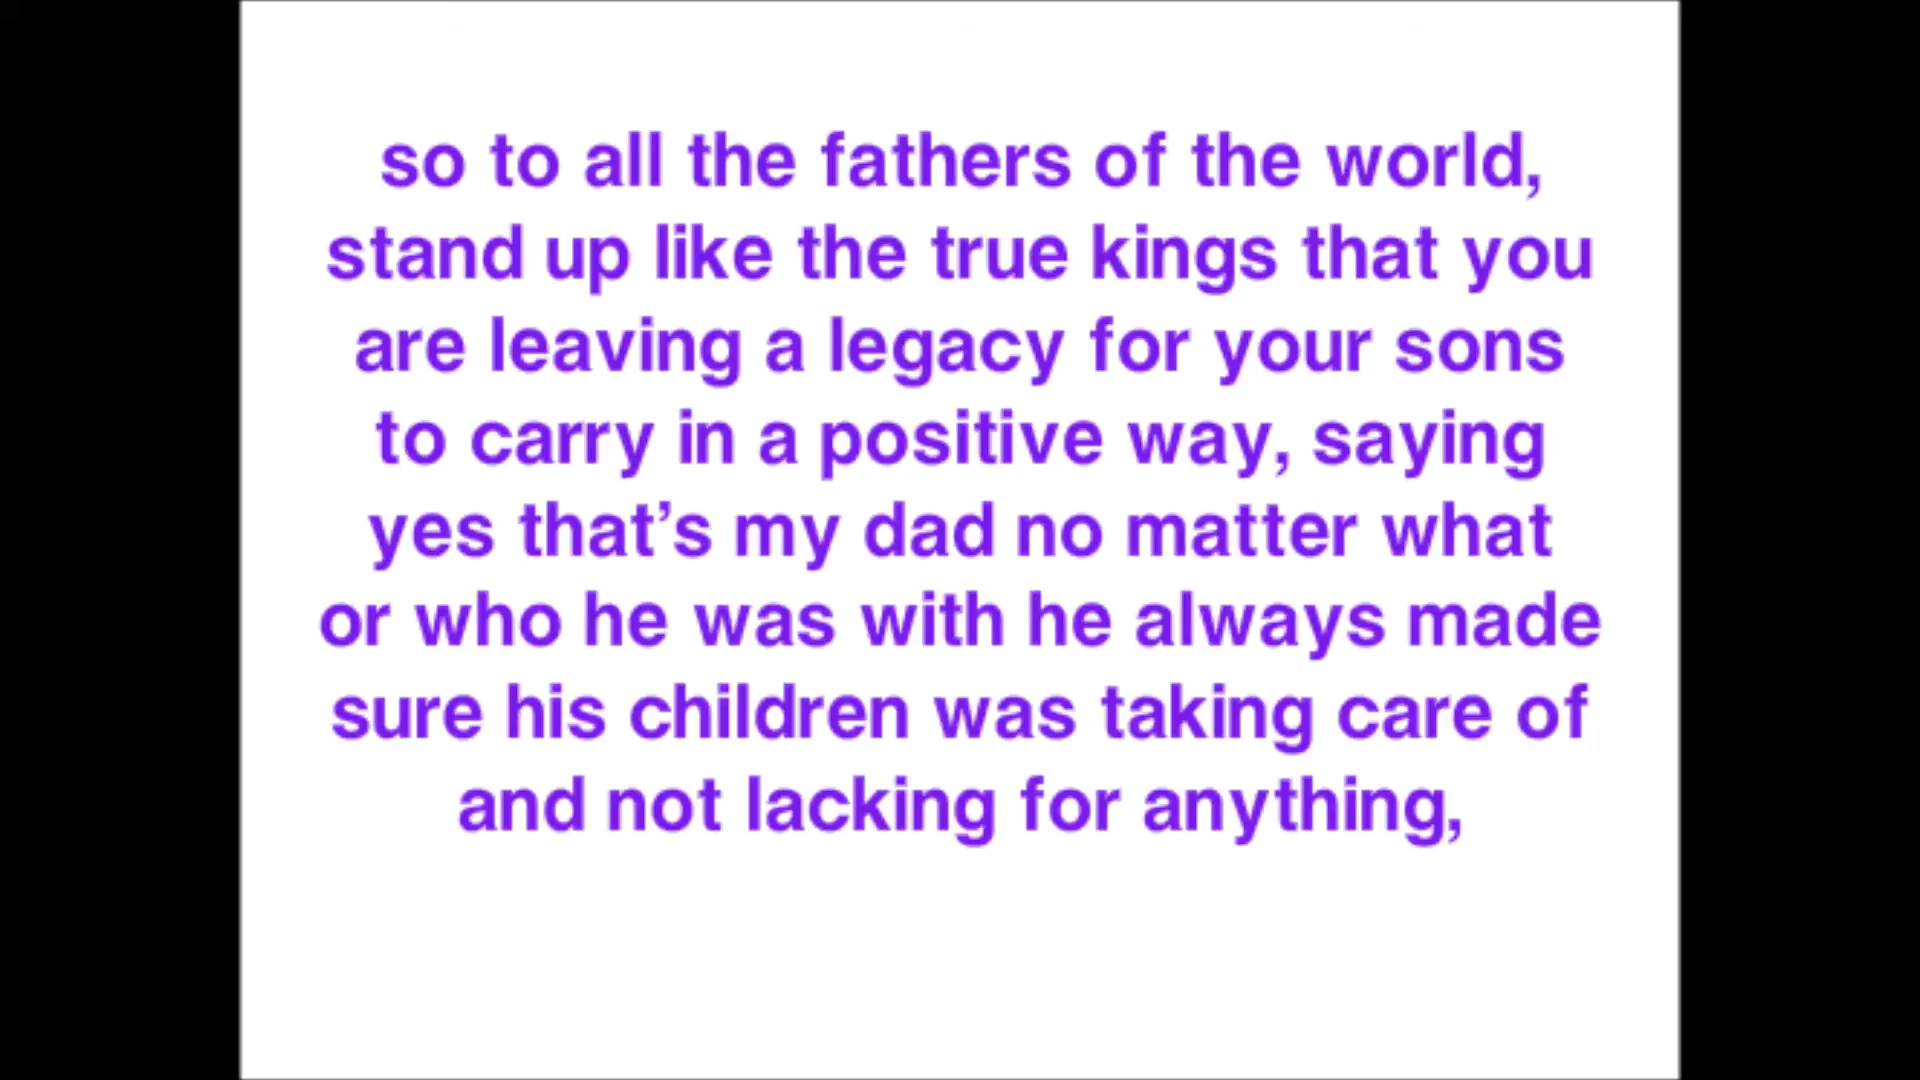 so to all the fathers of the world,
stand up like the true kings that you
are leaving a legacy for your sons
to carry in a positive way, saying
yes that’s my dad no matter what
or who he was with he always made
sure his children was taking care of
and not lacking for anything,